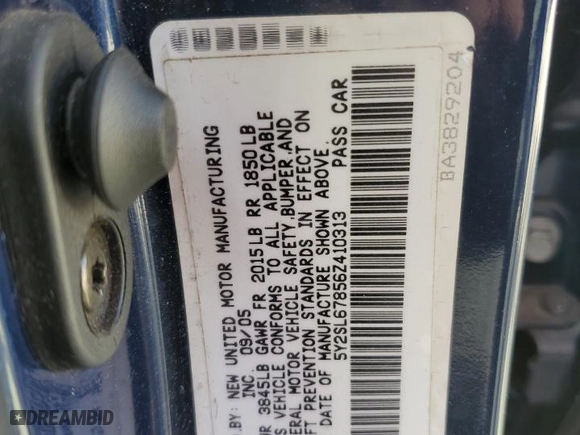 .BY: NEW UNITED MOTOR MANUFACTURING
INC. 09/05
3845LB GAWR FR 2015LB RR 1850LB
VEHICLE CONFORMS TO ALL APPLICABLE
MOTOR VEHICLE SAFETY,BUMPER,AND
PREVENTION STANDARDS IN EFFECT ON
DATE OF MANUFACTURE SHOWN ABOVE.
5Y2SL67856Z410313 PASS CAR
BA3829204
DREAMBID